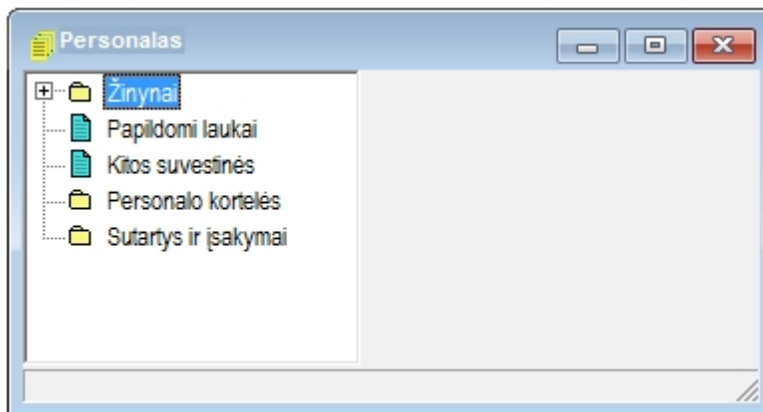 Personalas
Žinynai
Papildomi laukai
Kitos suvestinės
Personalo kortelės
Sutartys ir įsakymai